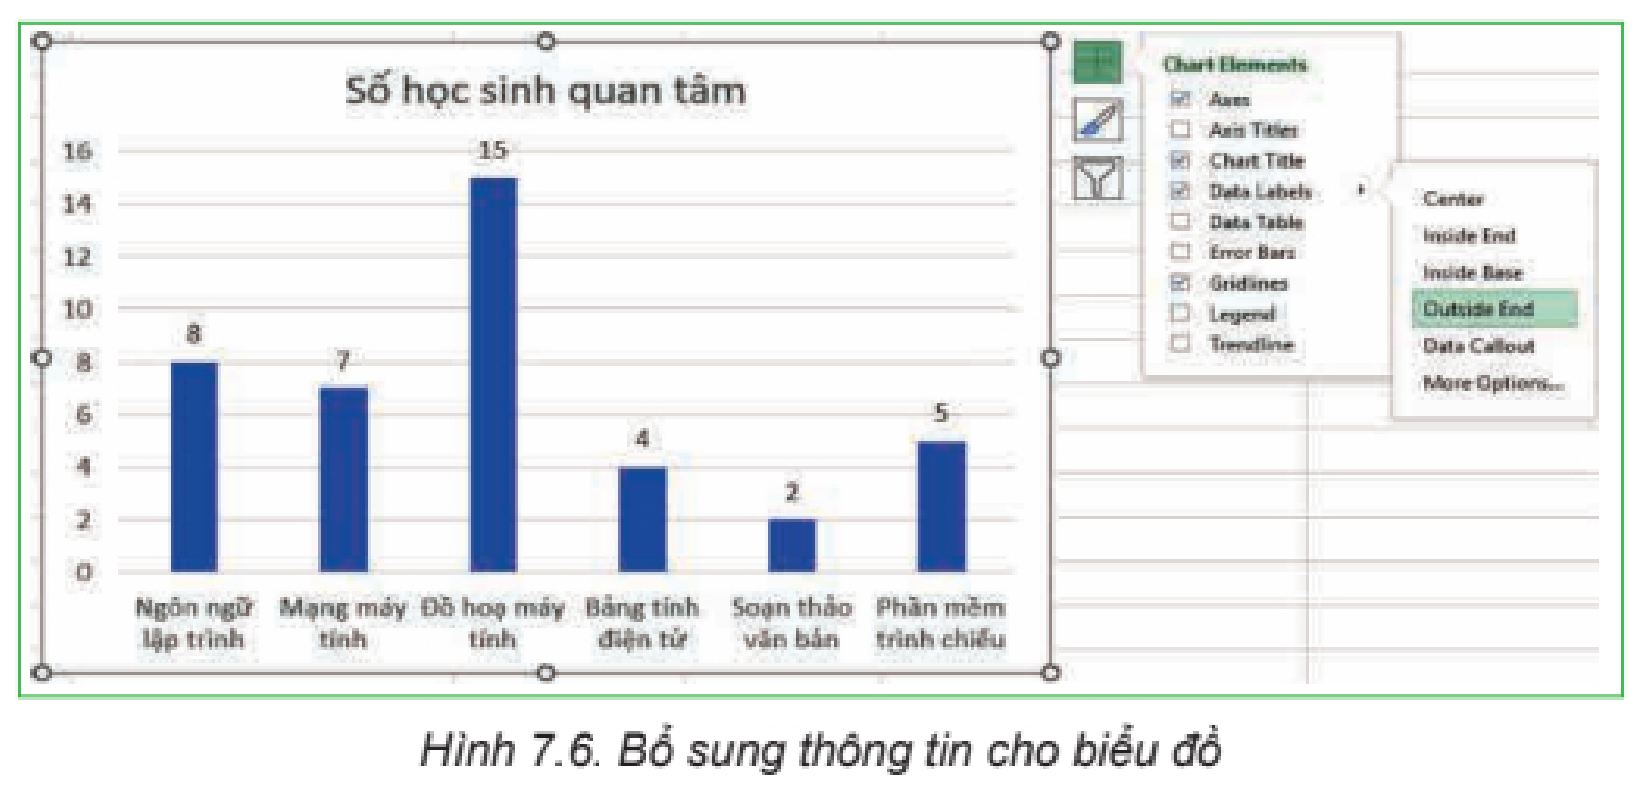 Số học sinh quan tâm
16
14
12
10
8
6
4
2
0
8
7
15
4
2
5
Ngôn ngữ lập trình
Mạng máy tính
Đồ hoạ máy tính
Bảng tính điện tử
Soạn thảo văn bản
Phần mềm trình chiếu
Chart Elements
Axes
Axis Titles
Chart Title
Data Labels
Data Table
Error Bars
Gridlines
Legend
Trendline
Center
Inside End
Inside Base
Outside End
Data Callout
More Options...
Hình 7.6. Bổ sung thông tin cho biểu đồ